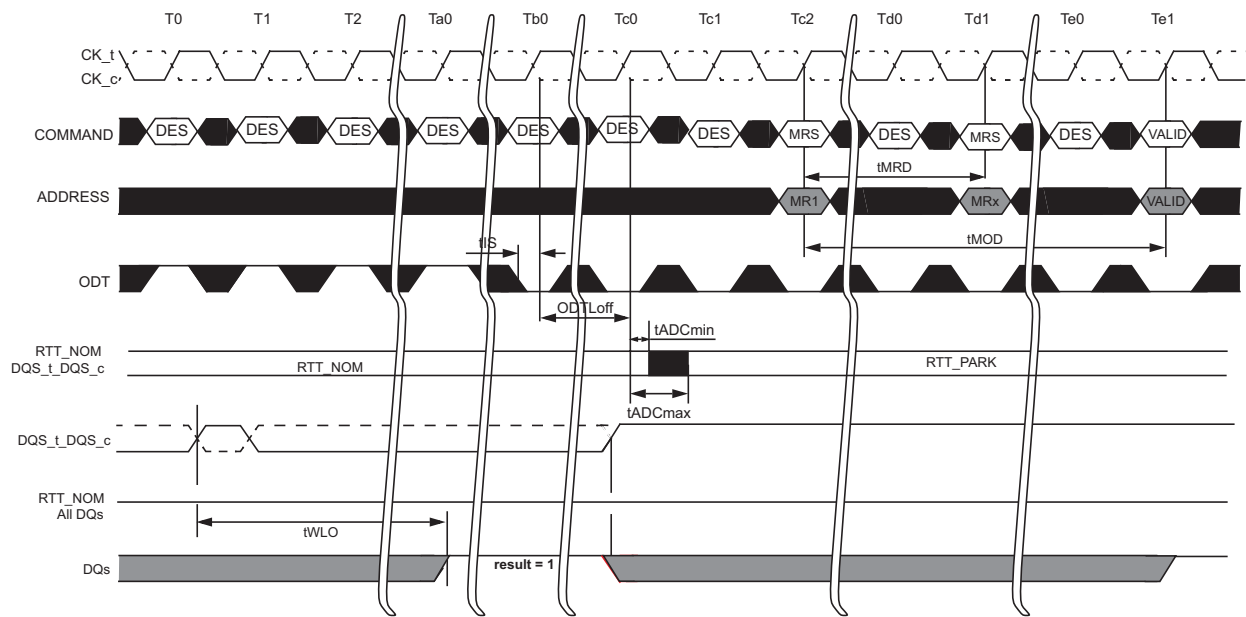 T0 T1 T2 Ta0 Tb0 Tc0 Tc1 Tc2 Td0 Td1 Te0 Te1
CK_t
CK_c
COMMAND DES DES DES DES DES DES DES MRS DES MRS DES VALID
tMRD
ADDRESS MR1 MRx VALID
tIS tMOD
ODT
ODTLoff
tADCmin
RTT_NOM
DQS_t_DQS_c RTT_NOM RTT_PARK
tADCmax
DQS_t_DQS_c
RTT_NOM
All DQs
tWLO
DQs result = 1